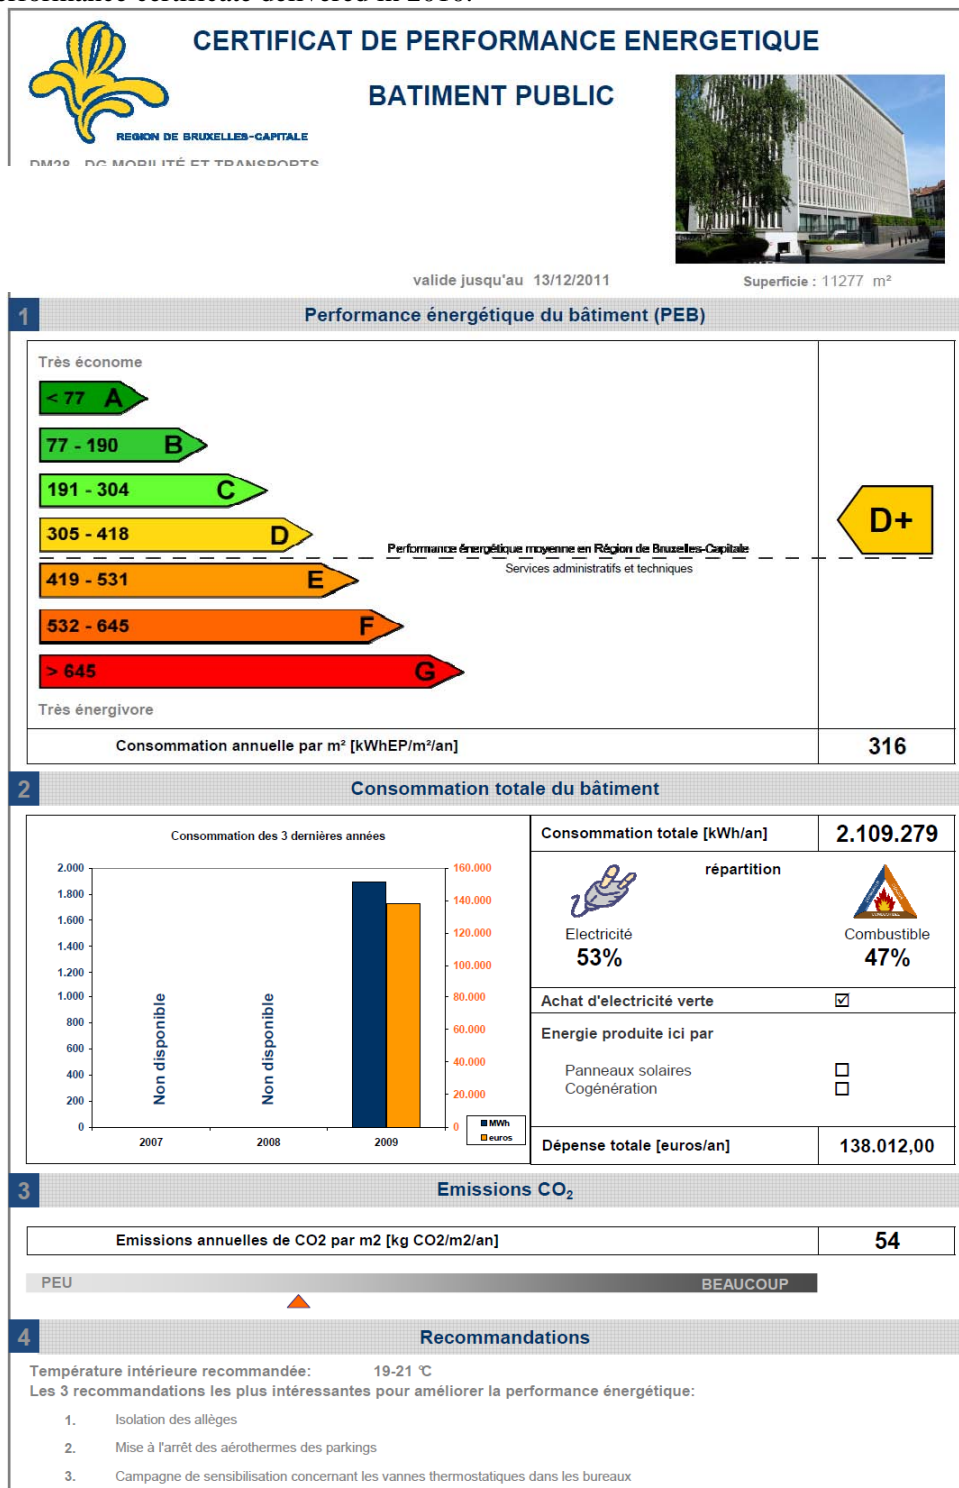 erformance certificate delivered in 2010.
CERTIFICAT DE PERFORMANCE ENERGETIQUE
BATIMENT PUBLIC
REGION DE BRUXELLES-CAPITALE
DM28 DG MOBILITÉ ET TRANSPORTS
valide jusqu'au 13/12/2011
Superficie : 11277 m²
1 Performance énergétique du bâtiment (PEB)
Très économe
< 77 A
77 - 190 B
191 - 304 C
305 - 418 D
D+
Performance énergétique moyenne en Région de Bruxelles-Capitale
Services administratifs et techniques
419 - 531 E
532 - 645 F
> 645 G
Très énergivore
Consommation annuelle par m² [kWhEP/m²/an] 316
2 Consommation totale du bâtiment
Consommation des 3 dernières années
2.000
1.800
1.600
1.400
1.200
1.000
800
600
400
200
0
160.000
140.000
120.000
100.000
80.000
60.000
40.000
20.000
0
Non disponible
Non disponible
2007 2008 2009
MWh
euros
Consommation totale [kWh/an] 2.109.279
répartition
Electricité Combustible
53% 47%
Achat d'electricité verte ☑
Energie produite ici par
Panneaux solaires ☐
Cogénération ☐
Dépense totale [euros/an] 138.012,00
3 Emissions CO₂
Emissions annuelles de CO2 par m2 [kg CO2/m2/an] 54
PEU BEAUCOUP
4 Recommandations
Température intérieure recommandée: 19-21 °C
Les 3 recommandations les plus intéressantes pour améliorer la performance énergétique:
1. Isolation des allèges
2. Mise à l'arrêt des aérothermes des parkings
3. Campagne de sensibilisation concernant les vannes thermostatiques dans les bureaux